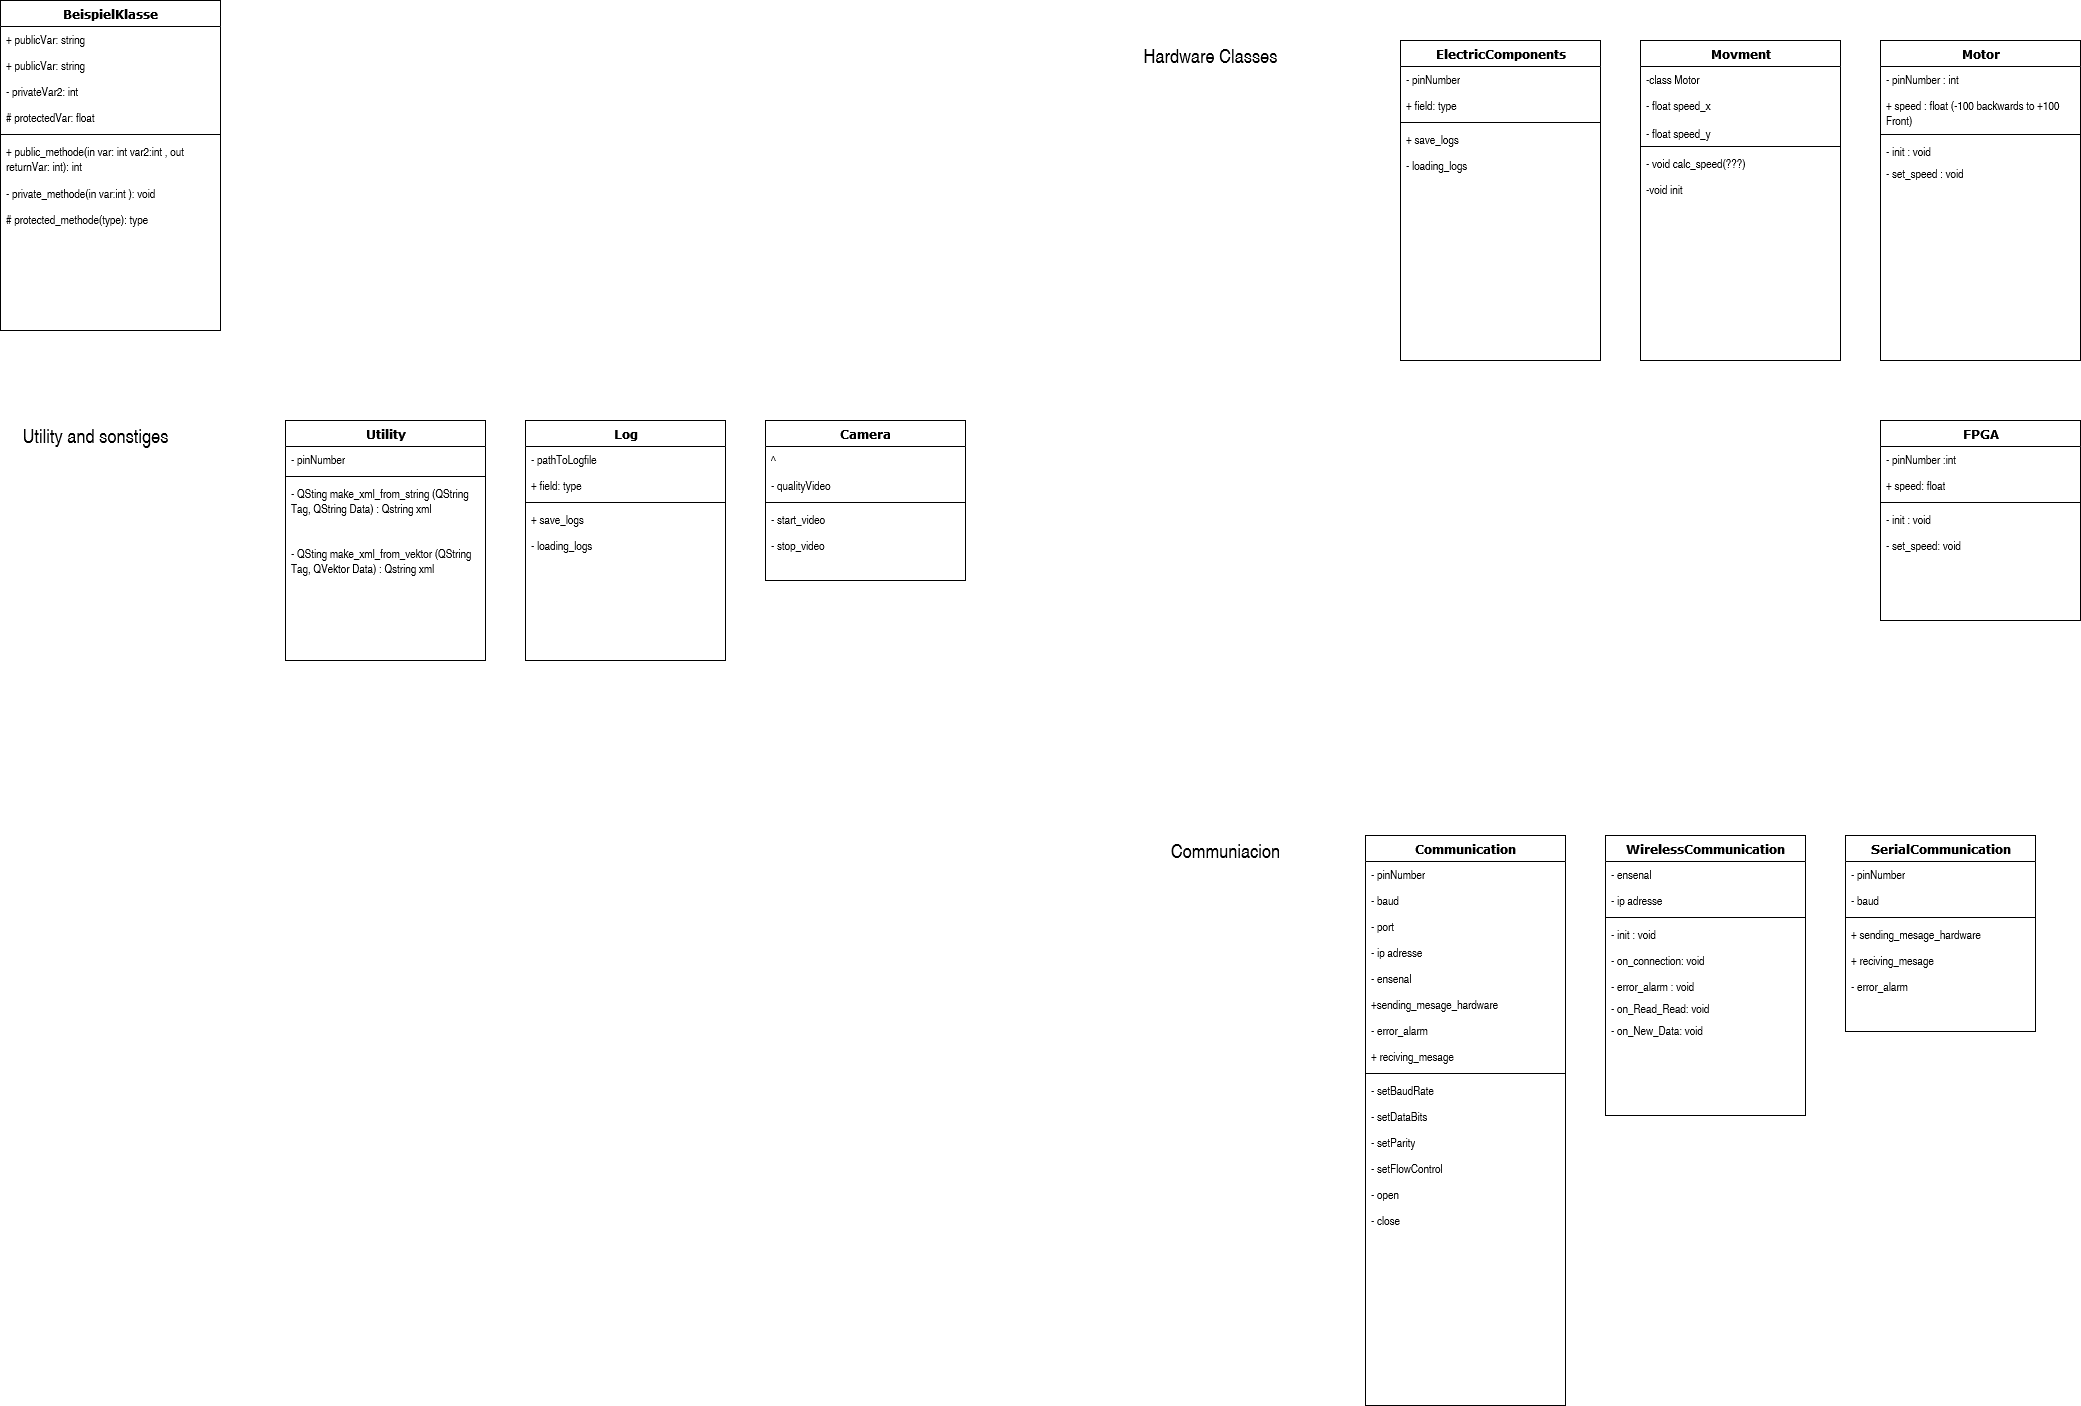 BeispielKlasse
+ publicVar: string
+ publicVar: string
- privateVar2: int
# protectedVar: float
+ public_methode(in var: int var2:int , out
returnVar: int): int
- private_methode(in var:int ): void
# protected_methode(type): type
Hardware Classes
ElectricComponents
- pinNumber
+ field: type
+ save_logs
- loading_logs
Movment
-class Motor
- float speed_x
- float speed_y
- void calc_speed(???)
-void init
Motor
- pinNumber : int
+ speed : float (-100 backwards to +100
Front)
- init : void
- set_speed : void
Utility and sonstiges
Utility
- pinNumber
- QSting make_xml_from_string (QString
Tag, QString Data) : Qstring xml
- QSting make_xml_from_vektor (QString
Tag, QVektor Data) : Qstring xml
Log
- pathToLogfile
+ field: type
+ save_logs
- loading_logs
Camera
^
- qualityVideo
- start_video
- stop_video
FPGA
- pinNumber :int
+ speed: float
- init : void
- set_speed: void
Communiacion
Communication
- pinNumber
- baud
- port
- ip adresse
- ensenal
+sending_mesage_hardware
- error_alarm
+ reciving_mesage
- setBaudRate
- setDataBits
- setParity
- setFlowControl
- open
- close
WirelessCommunication
- ensenal
- ip adresse
- init : void
- on_connection: void
- error_alarm : void
- on_Read_Read: void
- on_New_Data: void
SerialCommunication
- pinNumber
- baud
+ sending_mesage_hardware
+ reciving_mesage
- error_alarm